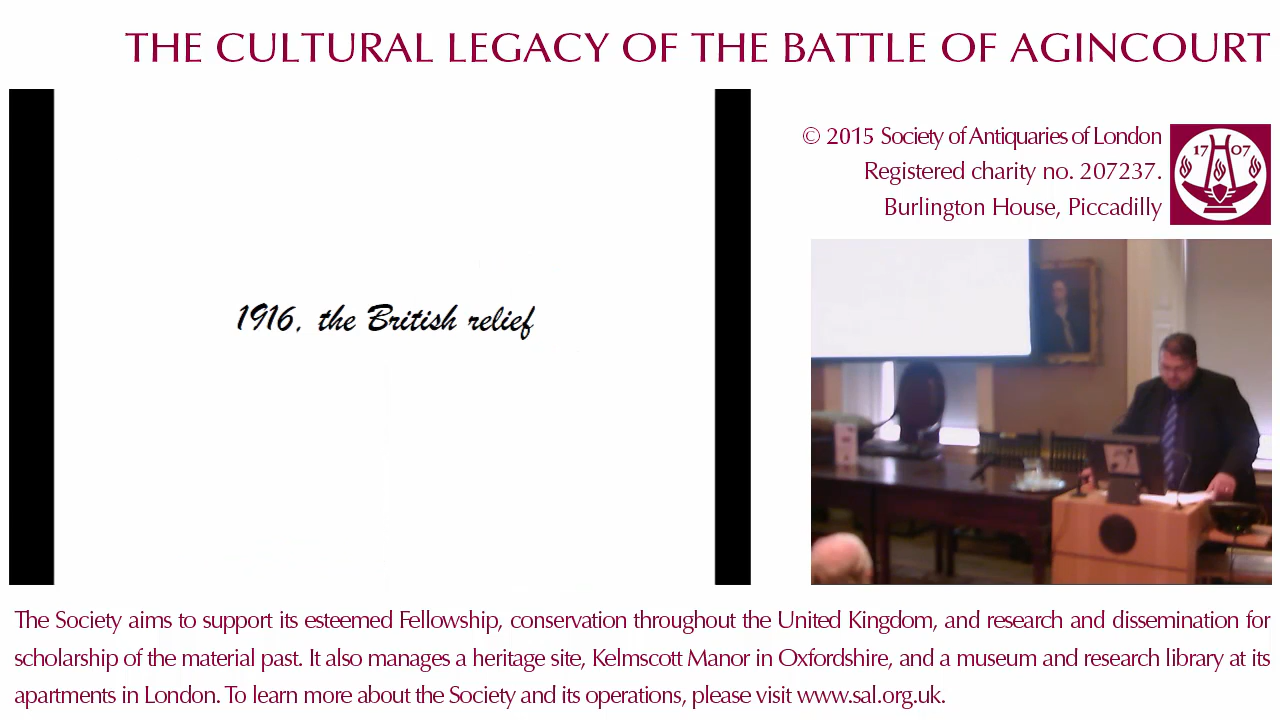 THE CULTURAL LEGACY OF THE BATTLE OF AGINCOURT
1916, the British relief
© 2015 Society of Antiquaries of London
Registered charity no. 207237.
Burlington House, Piccadilly
17 07
The Society aims to support its esteemed Fellowship, conservation throughout the United Kingdom, and research and dissemination for
scholarship of the material past. It also manages a heritage site, Kelmscott Manor in Oxfordshire, and a museum and research library at its
apartments in London. To learn more about the Society and its operations, please visit www.sal.org.uk.